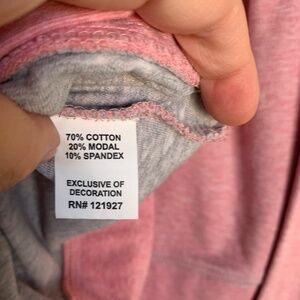 70% COTTON
20% MODAL
10% SPANDEX
EXCLUSIVE OF
DECORATION
RN# 121927